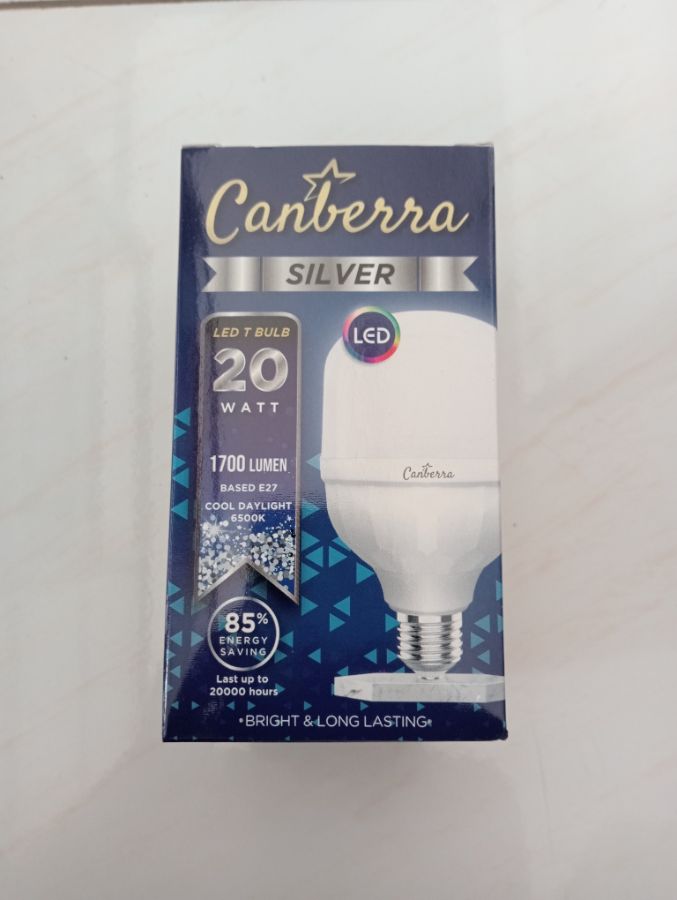 Canberra
SILVER
LED T BULB
LED
20
WATT
1700 LUMEN
BASED E27
COOL DAYLIGHT
6500K
Canberra
85%
ENERGY
SAVING
Last up to
20000 hours
•BRIGHT & LONG LASTING•